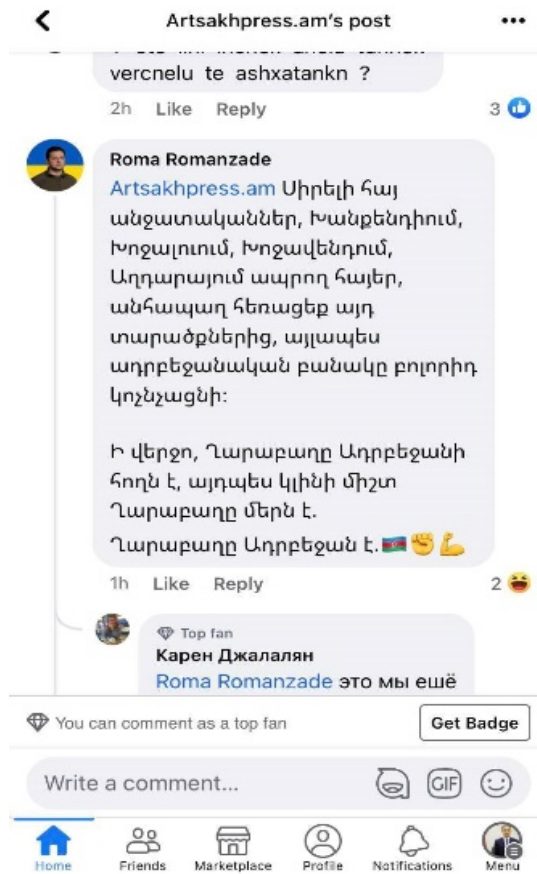 Artsakhpress.am's post
vercnelu te ashxatankn ?
2h Like Reply 3
Roma Romanzade
Artsakhpress.am Սիրելի հայ
անջատականներ, Խանքենդիում,
Խոջալուում, Խոջավենդում,
Աղդարայում ապրող հայեր,
անհապաղ հեռացեք այդ
տարածքներից, այլապես
ադրբեջանական բանակը բոլորիդ
կոչնչացնի:
Ի վերջո, Ղարաբաղը Ադրբեջանի
հողն է, այդպես կլինի միշտ
Ղարաբաղը մերն է.
Ղարաբաղը Ադրբեջան է.🇦🇿✊💪
1h Like Reply 2
Top fan
Карен Джалалян
Roma Romanzade это мы ешё
You can comment as a top fan
Get Badge
Write a comment...
GIF
Home Friends Marketplace Profile Notifications Menu